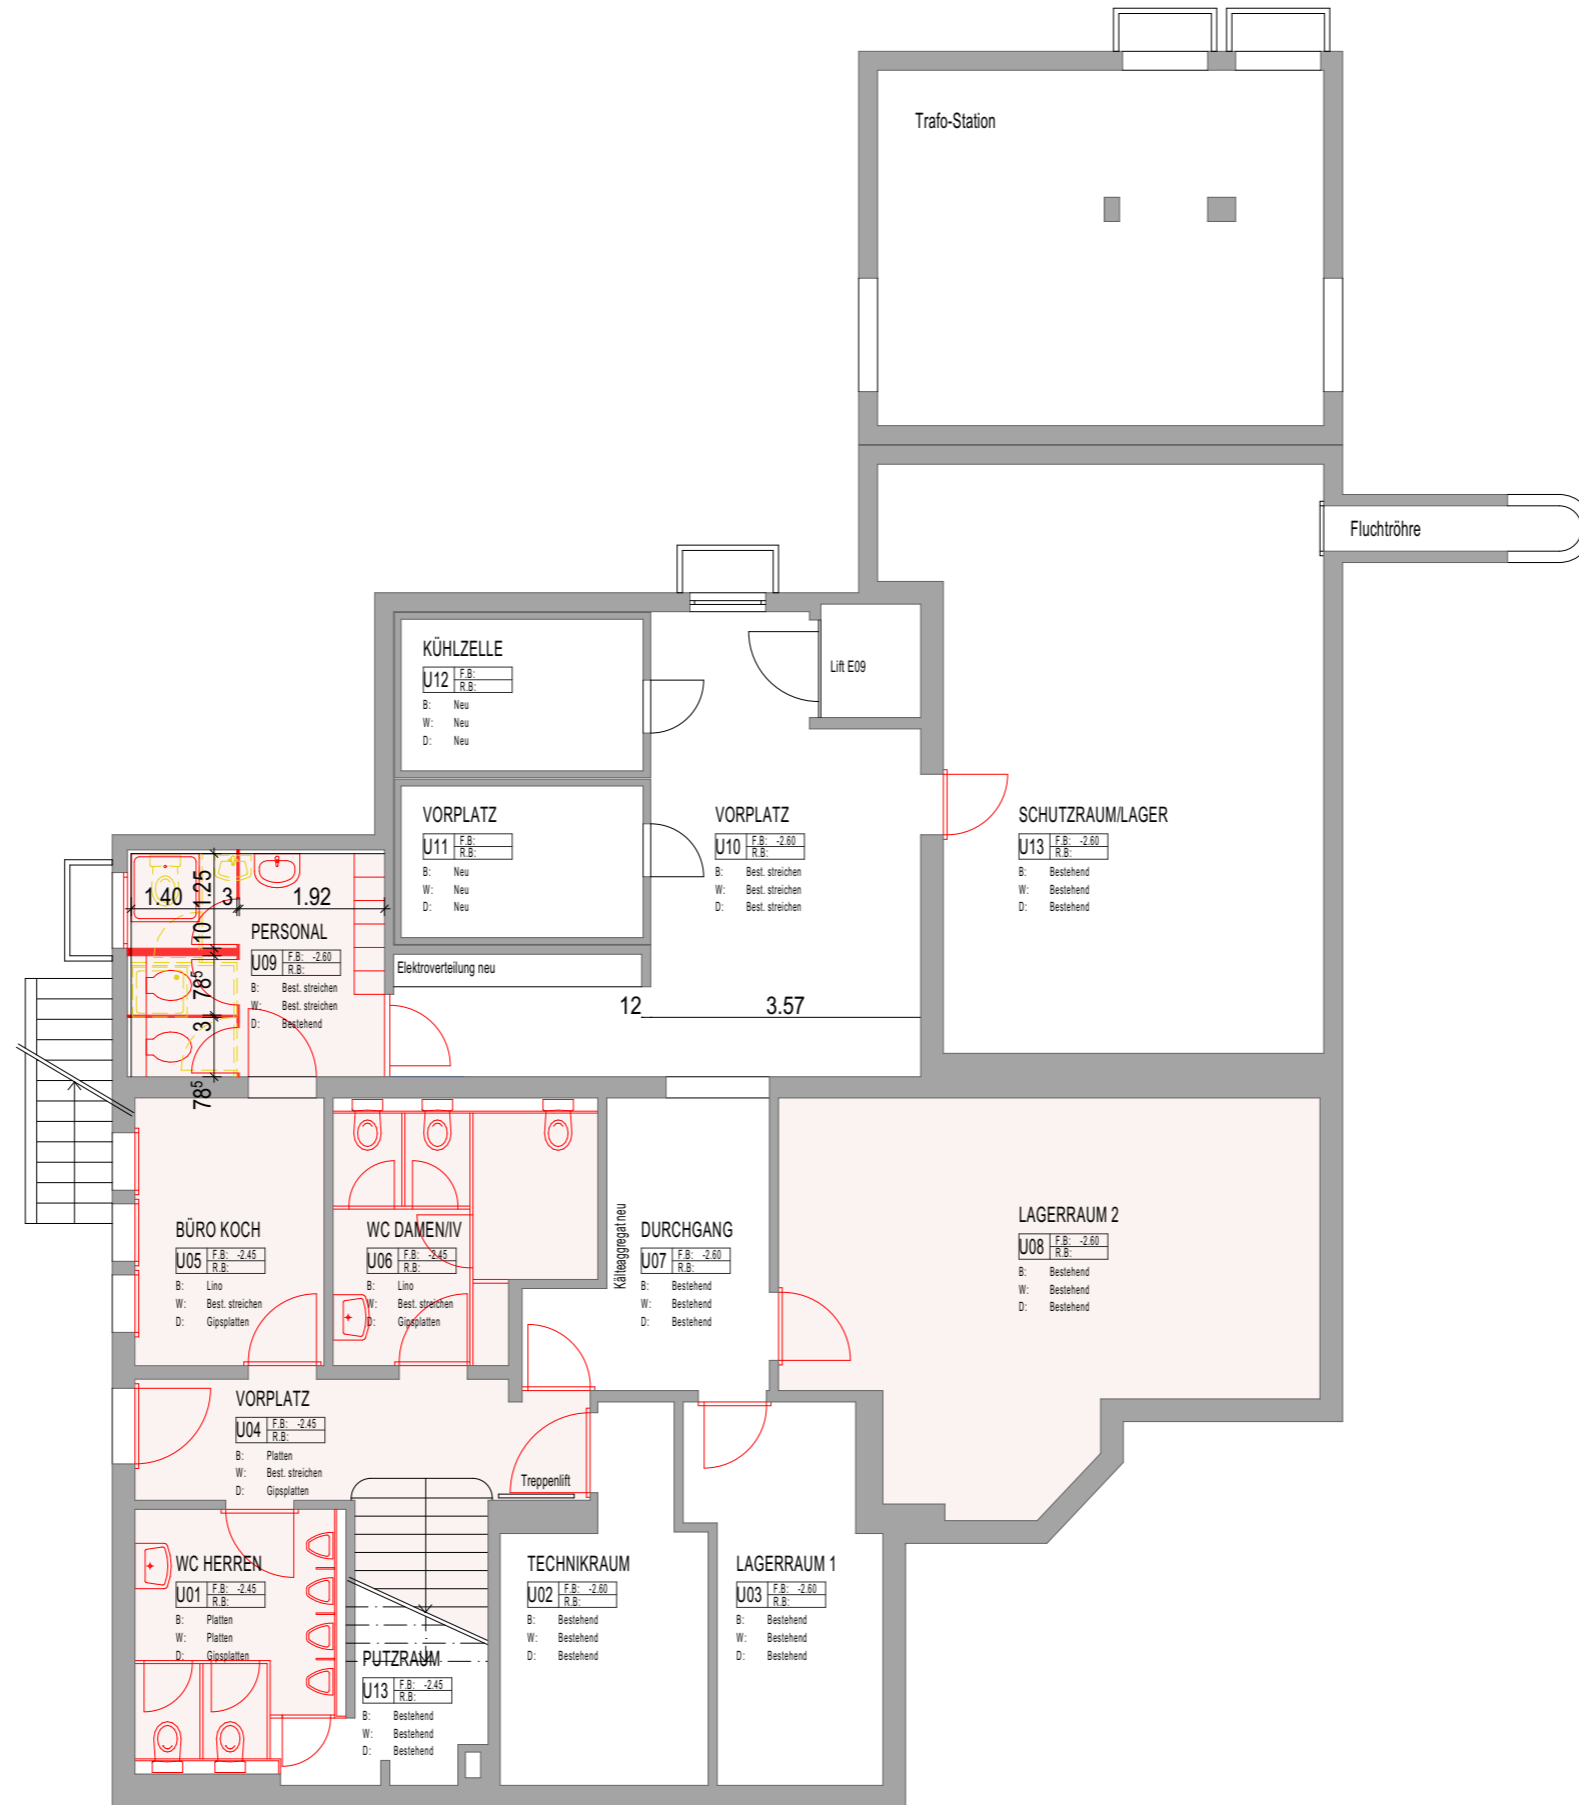 Trafo-Station
Fluchtröhre
KÜHLZELLE
U12 F.B:
R.B:
B: Neu
W: Neu
D: Neu
Lift E09
VORPLATZ
U11 F.B:
R.B:
B: Neu
W: Neu
D: Neu
VORPLATZ
U10 F.B: -2.60
R.B:
B: Best. streichen
W: Best. streichen
D: Best. streichen
SCHUTZRAUM/LAGER
U13 F.B: -2.60
R.B:
B: Bestehend
W: Bestehend
D: Bestehend
1.40 3 1.92
1.25
10
78⁵
3
78⁵
PERSONAL
U09 F.B: -2.60
R.B:
B: Best. streichen
W: Best. streichen
D: Bestehend
Elektroverteilung neu
12 3.57
BÜRO KOCH
U05 F.B: -2.45
R.B:
B: Lino
W: Best. streichen
D: Gipsplatten
WC DAMEN/IV
U06 F.B: -2.45
R.B:
B: Lino
W: Best. streichen
D: Gipsplatten
Kälteaggregat neu
DURCHGANG
U07 F.B: -2.60
R.B:
B: Bestehend
W: Bestehend
D: Bestehend
LAGERRAUM 2
U08 F.B: -2.60
R.B:
B: Bestehend
W: Bestehend
D: Bestehend
VORPLATZ
U04 F.B: -2.45
R.B:
B: Platten
W: Best. streichen
D: Gipsplatten
Treppenlift
WC HERREN
U01 F.B: -2.45
R.B:
B: Platten
W: Platten
D: Gipsplatten
PUTZRAUM
U13 F.B: -2.45
R.B:
B: Bestehend
W: Bestehend
D: Bestehend
TECHNIKRAUM
U02 F.B: -2.60
R.B:
B: Bestehend
W: Bestehend
D: Bestehend
LAGERRAUM 1
U03 F.B: -2.60
R.B:
B: Bestehend
W: Bestehend
D: Bestehend